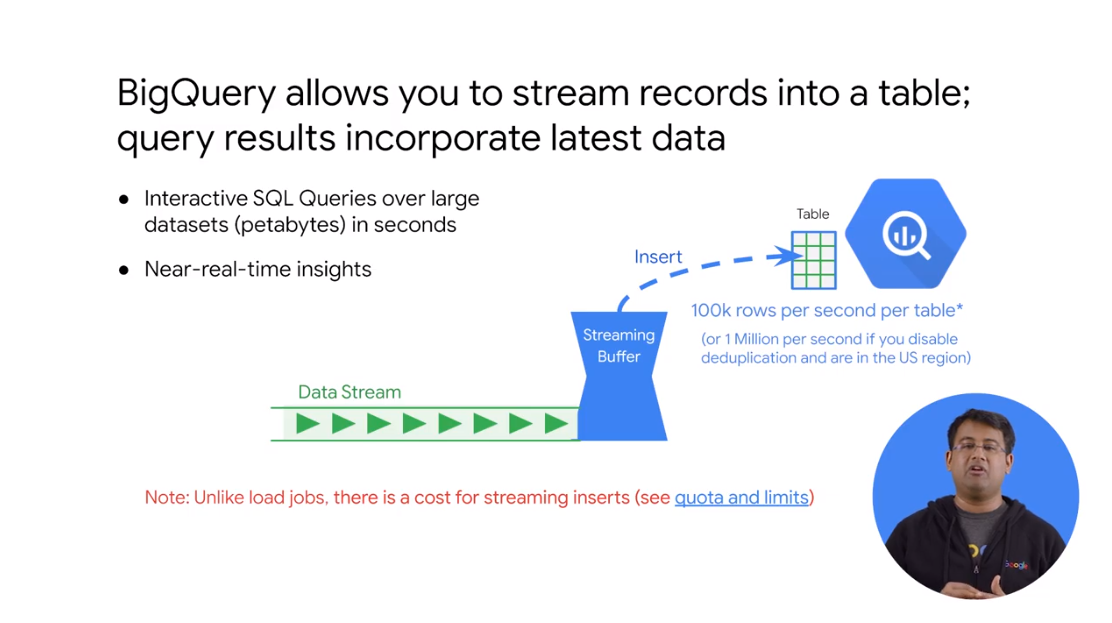 BigQuery allows you to stream records into a table;
query results incorporate latest data
● Interactive SQL Queries over large
datasets (petabytes) in seconds
● Near-real-time insights
Table
Insert
100k rows per second per table*
(or 1 Million per second if you disable
deduplication and are in the US region)
Streaming
Buffer
Data Stream
Note: Unlike load jobs, there is a cost for streaming inserts (see quota and limits)
Google